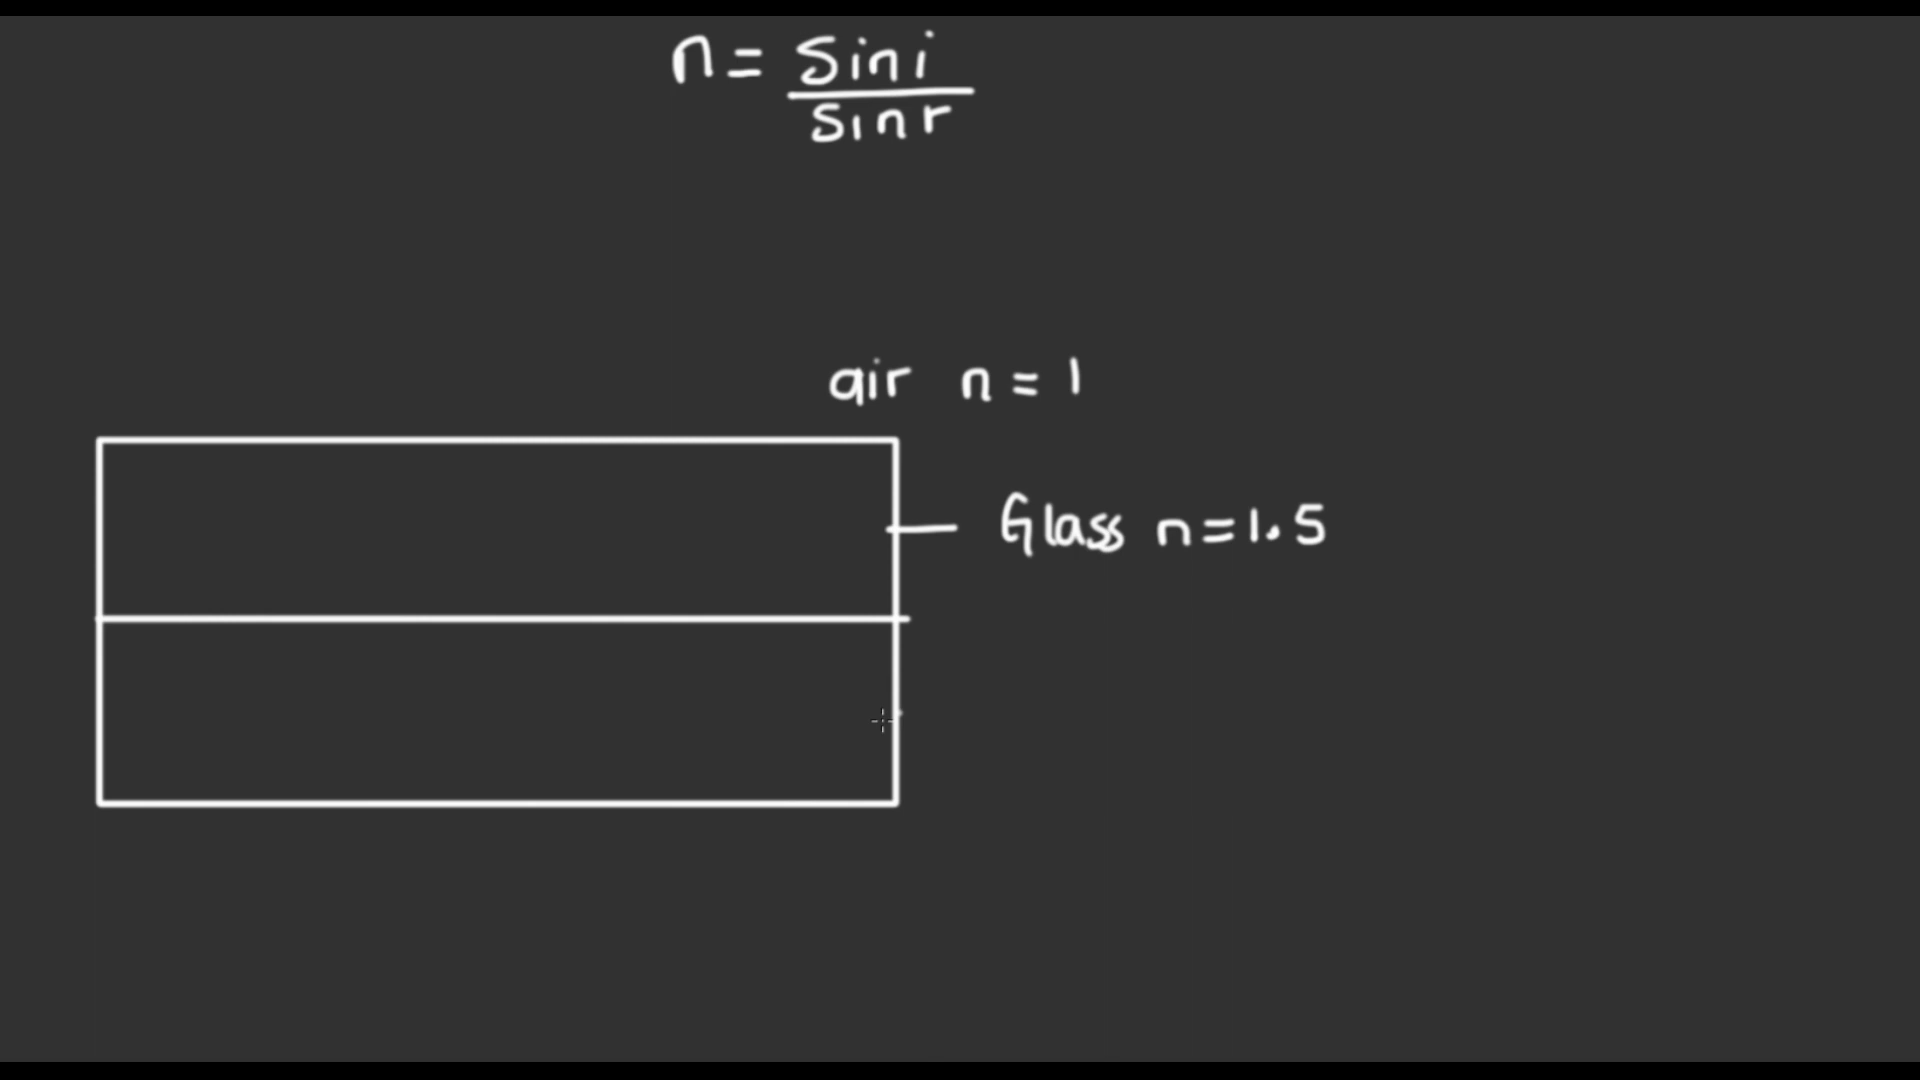 n = sin i
sin r
air n = 1
Glass n = 1.5